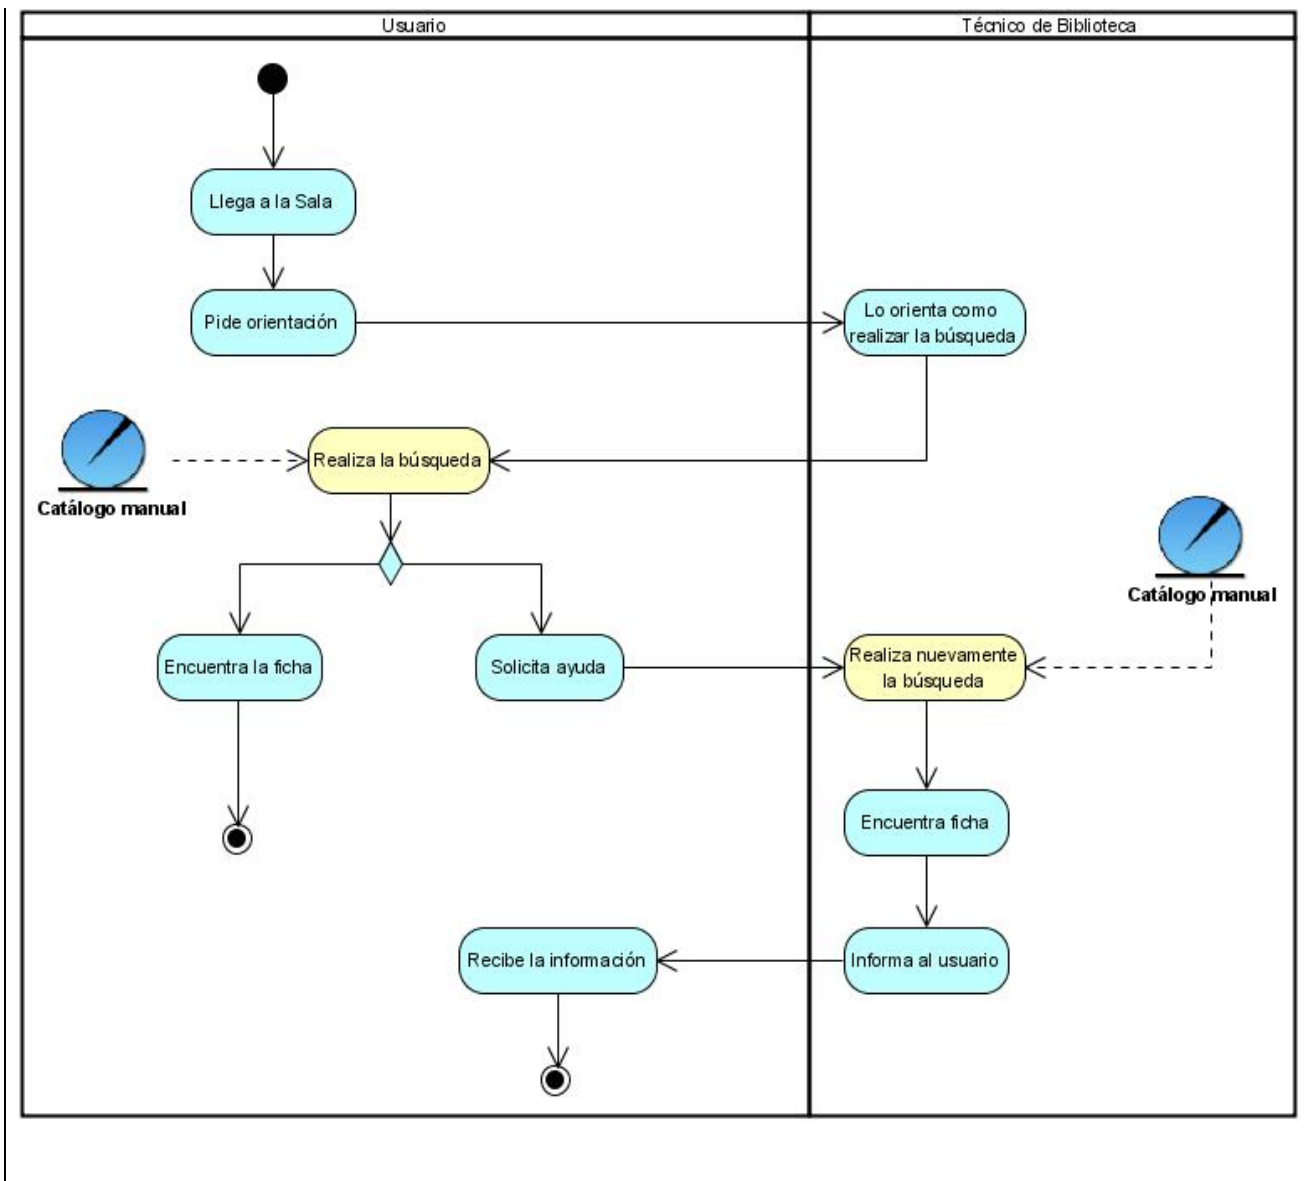 Usuario
Técnico de Biblioteca
Llega a la Sala
Pide orientación
Lo orienta como
realizar la búsqueda
Catálogo manual
Realiza la búsqueda
Catálogo manual
Encuentra la ficha
Solicita ayuda
Realiza nuevamente
la búsqueda
Encuentra ficha
Recibe la información
Informa al usuario